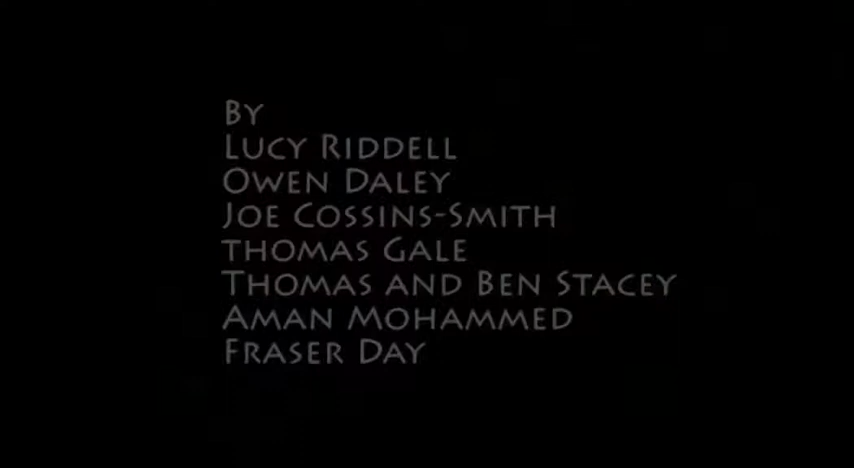 By
Lucy Riddell
Owen Daley
Joe Cossins-Smith
thomas Gale
Thomas and Ben Stacey
Aman Mohammed
Fraser Day